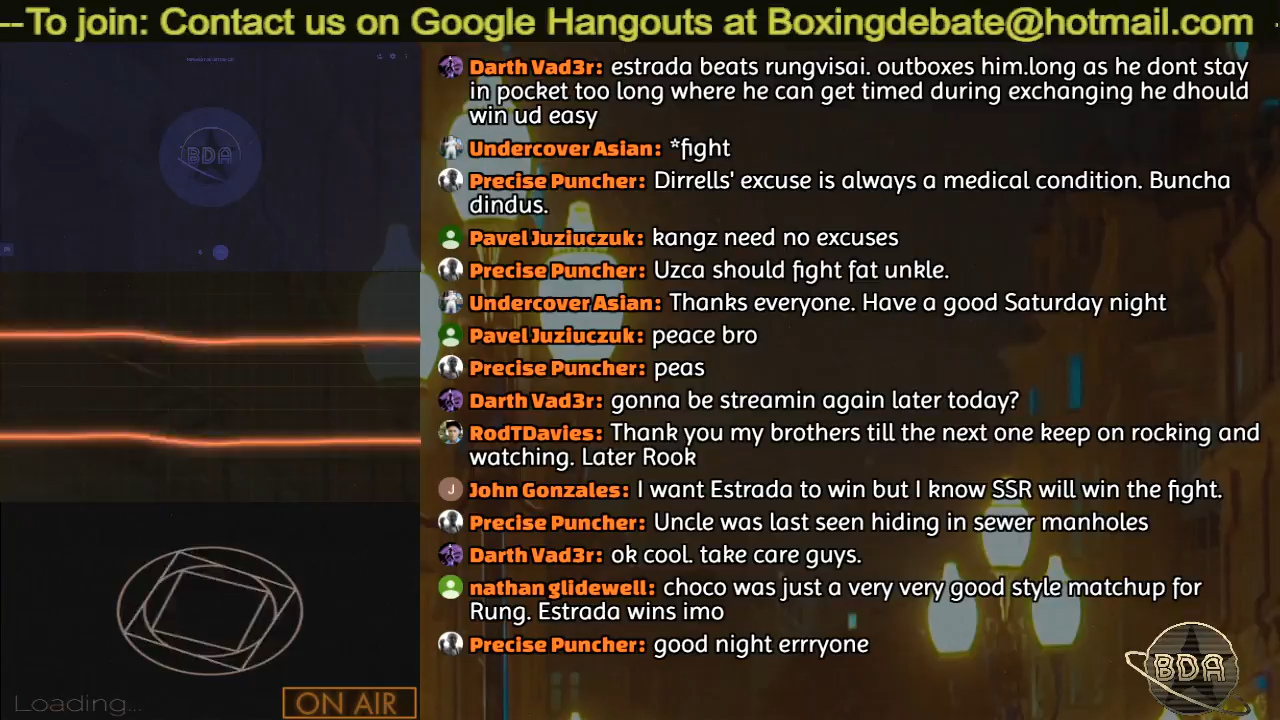 --To join: Contact us on Google Hangouts at Boxingdebate@hotmail.com
BDA
Darth Vad3r: estrada beats rungvisai. outboxes him.long as he dont stay
in pocket too long where he can get timed during exchanging he dhould
win ud easy
Undercover Asian: *fight
Precise Puncher: Dirrells' excuse is always a medical condition. Buncha
dindus.
Pavel Juziuczuk: kangz need no excuses
Precise Puncher: Uzca should fight fat unkle.
Undercover Asian: Thanks everyone. Have a good Saturday night
Pavel Juziuczuk: peace bro
Precise Puncher: peas
Darth Vad3r: gonna be streamin again later today?
RodTDavies: Thank you my brothers till the next one keep on rocking and
watching. Later Rook
J John Gonzales: I want Estrada to win but I know SSR will win the fight.
Precise Puncher: Uncle was last seen hiding in sewer manholes
Darth Vad3r: ok cool. take care guys.
nathan glidewell: choco was just a very very good style matchup for
Rung. Estrada wins imo
Precise Puncher: good night errryone
Loading...
ON AIR
BDA